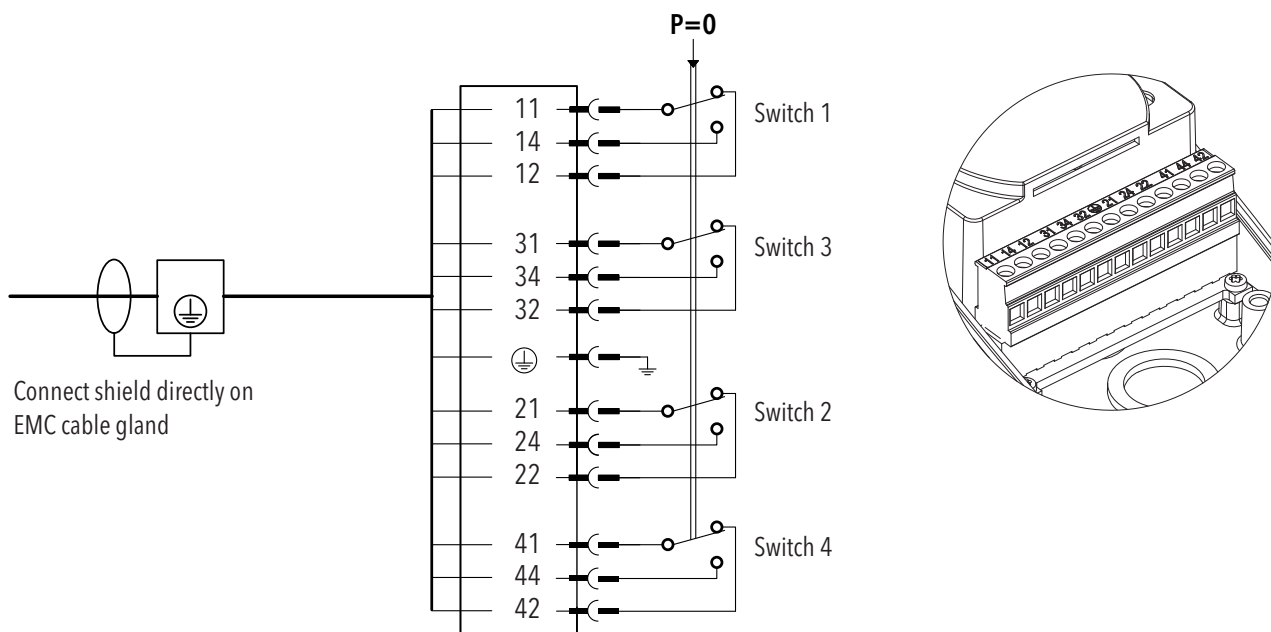 P=0
11
14
12
Switch 1
31
34
32
Switch 3
21
24
22
Switch 2
41
44
42
Switch 4
Connect shield directly on
EMC cable gland
11 14 12 31 34 32 21 24 22 41 44 42